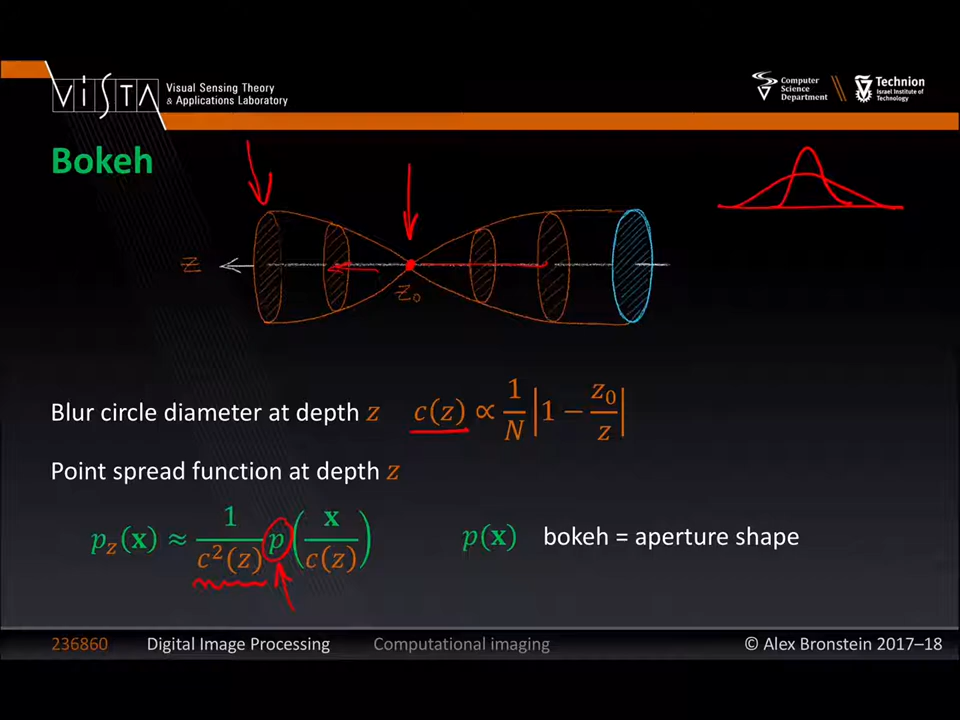 VISTA
Visual Sensing Theory
& Applications Laboratory
Computer
Science
Department
Technion
Israel Institute of
Technology
Bokeh
z
z₀
Blur circle diameter at depth z c(z) ∝ 1/N |1 − z₀/z|
Point spread function at depth z
p_z(x) ≈ 1/c²(z) p(x/c(z)) p(x) bokeh = aperture shape
236860 Digital Image Processing Computational imaging © Alex Bronstein 2017–18